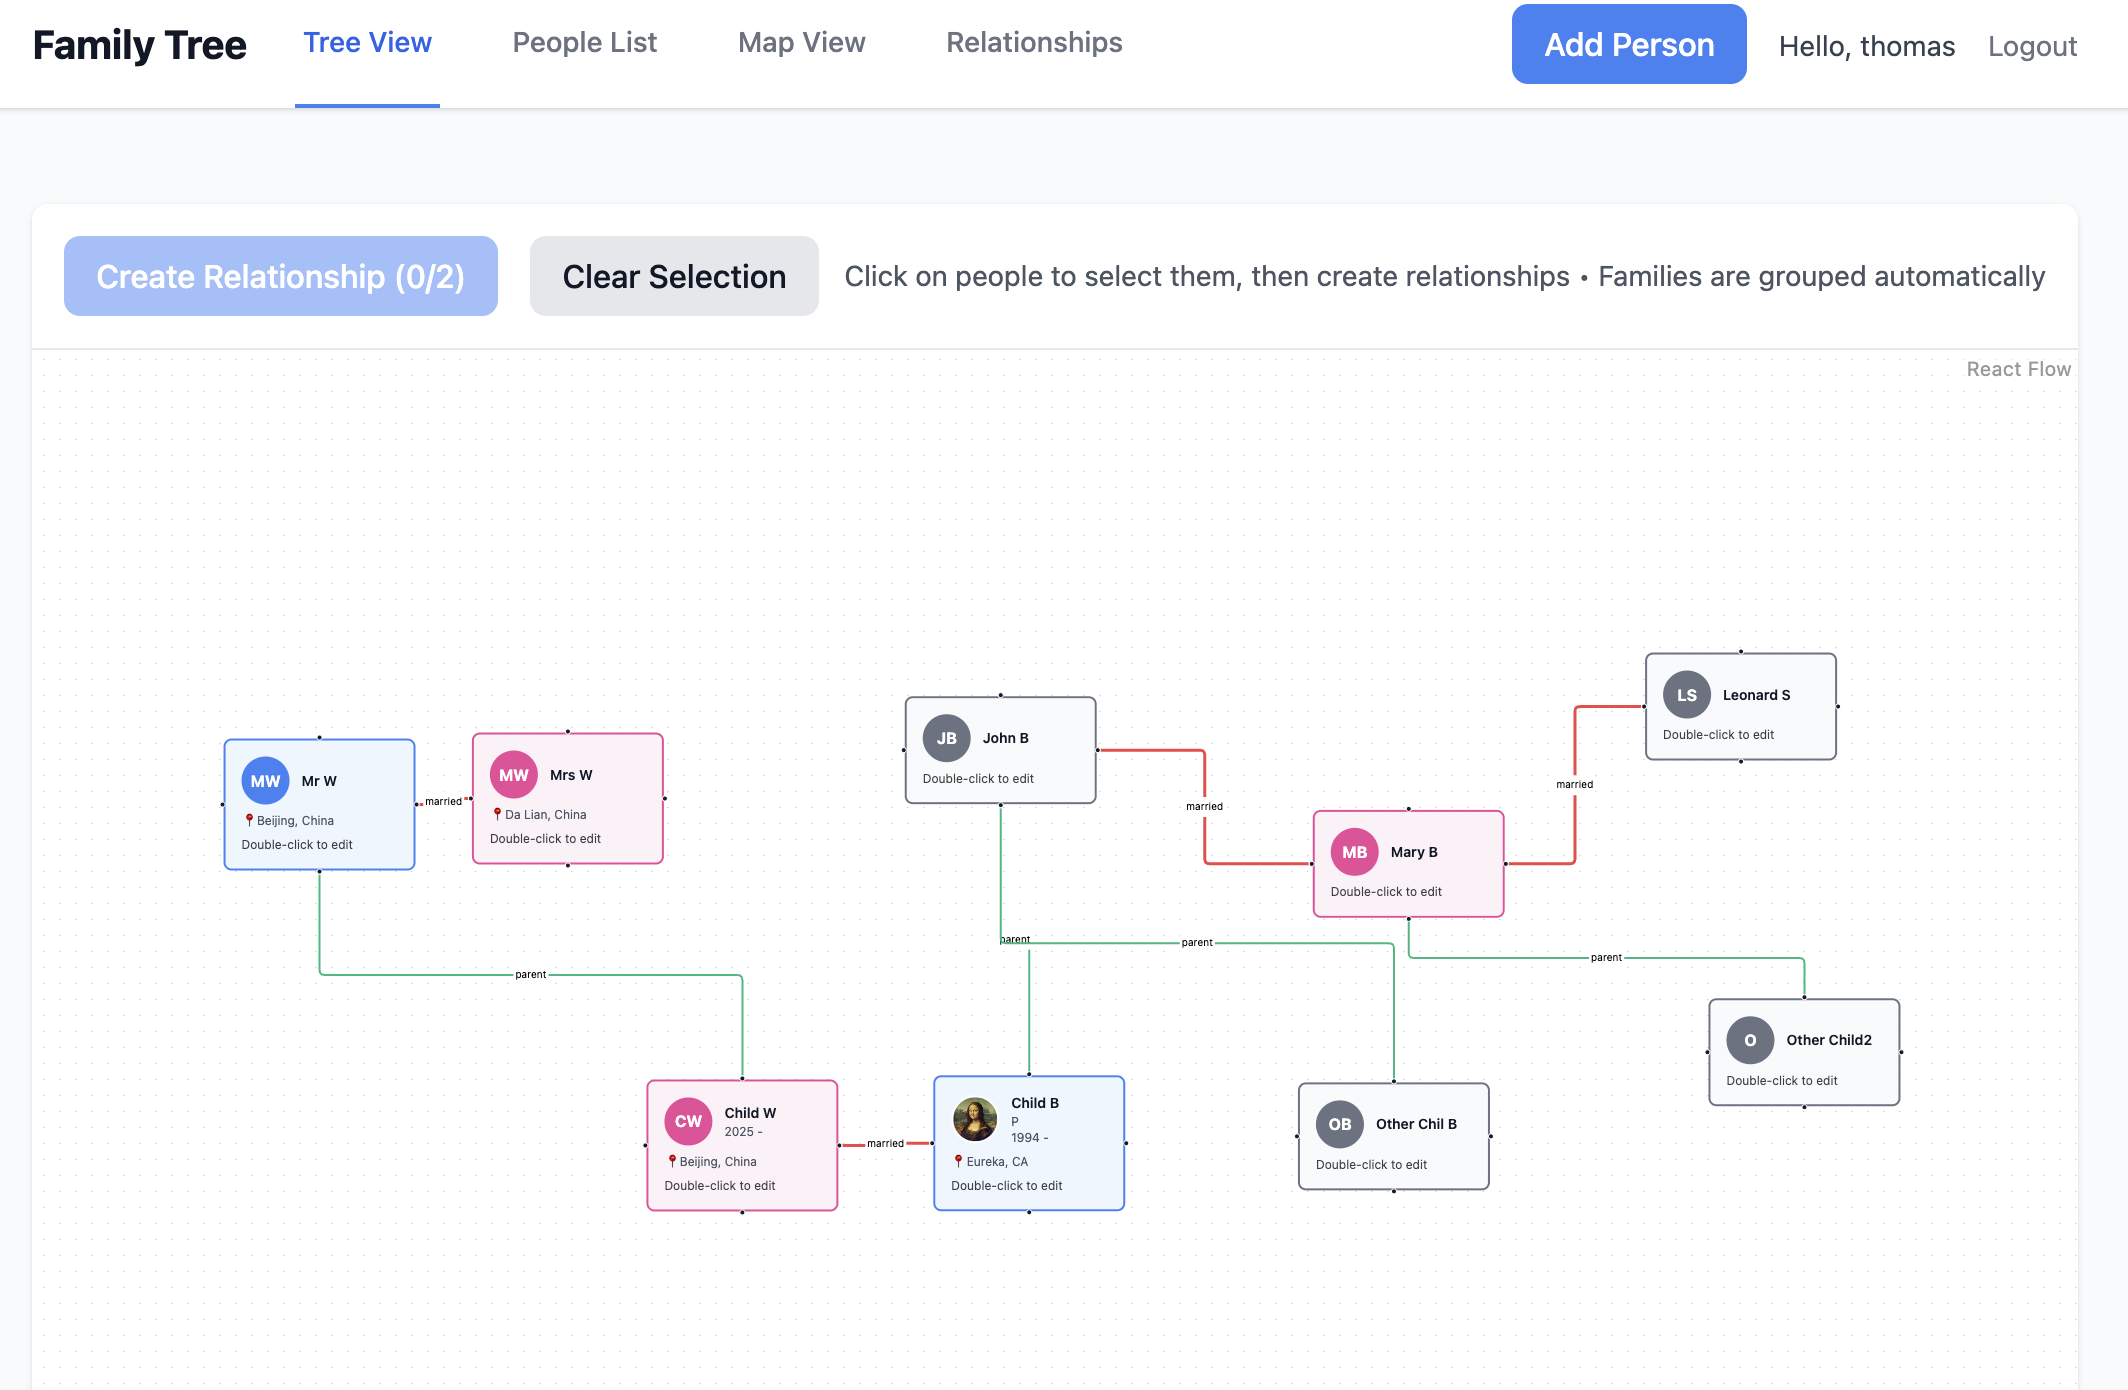 Family Tree
Tree View
People List
Map View
Relationships
Add Person
Hello, thomas
Logout
Create Relationship (0/2)
Clear Selection
Click on people to select them, then create relationships • Families are grouped automatically
React Flow
LS
Leonard S
Double-click to edit
JB
John B
Double-click to edit
MW
Mr W
Beijing, China
Double-click to edit
married
MW
Mrs W
Da Lian, China
Double-click to edit
married
married
MB
Mary B
Double-click to edit
parent
parent
parent
parent
O
Other Child2
Double-click to edit
CW
Child W
2025 -
Beijing, China
Double-click to edit
married
Child B
P
1994 -
Eureka, CA
Double-click to edit
OB
Other Chil B
Double-click to edit